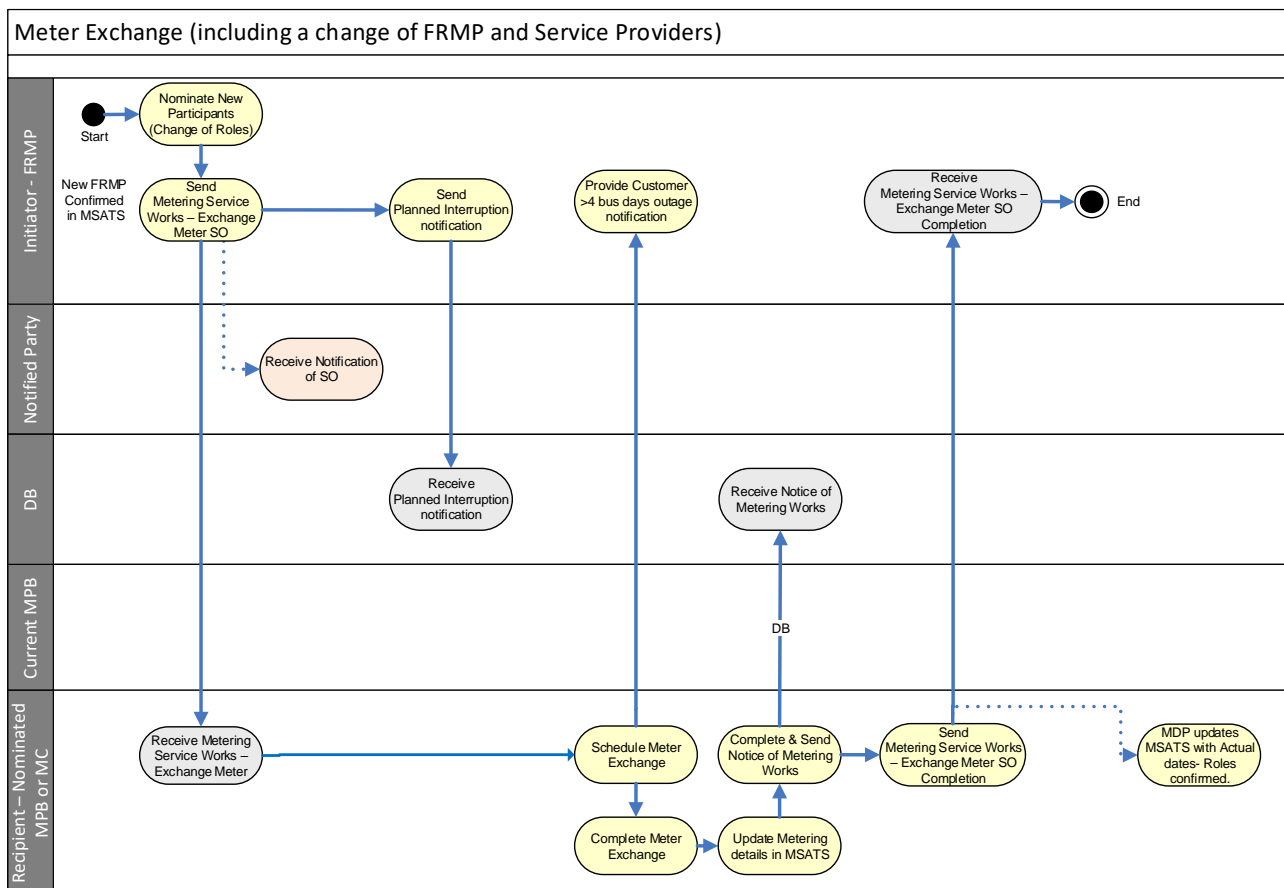 Meter Exchange (including a change of FRMP and Service Providers)
Initiator - FRMP
Start
Nominate New
Participants
(Change of Roles)
New FRMP
Confirmed
in MSATS
Send
Metering Service
Works – Exchange
Meter SO
Send
Planned Interruption
notification
Provide Customer
>4 bus days outage
notification
Receive
Metering Service Works –
Exchange Meter SO
Completion
End
Notified Party
Receive Notification
of SO
DB
Receive
Planned Interruption
notification
Receive Notice of
Metering Works
Current MPB
DB
Recipient – Nominated
MPB or MC
Receive Metering
Service Works –
Exchange Meter
Schedule Meter
Exchange
Complete & Send
Notice of Metering
Works
Send
Metering Service Works
– Exchange Meter SO
Completion
MDP updates
MSATS with Actual
dates- Roles
confirmed.
Complete Meter
Exchange
Update Metering
details in MSATS